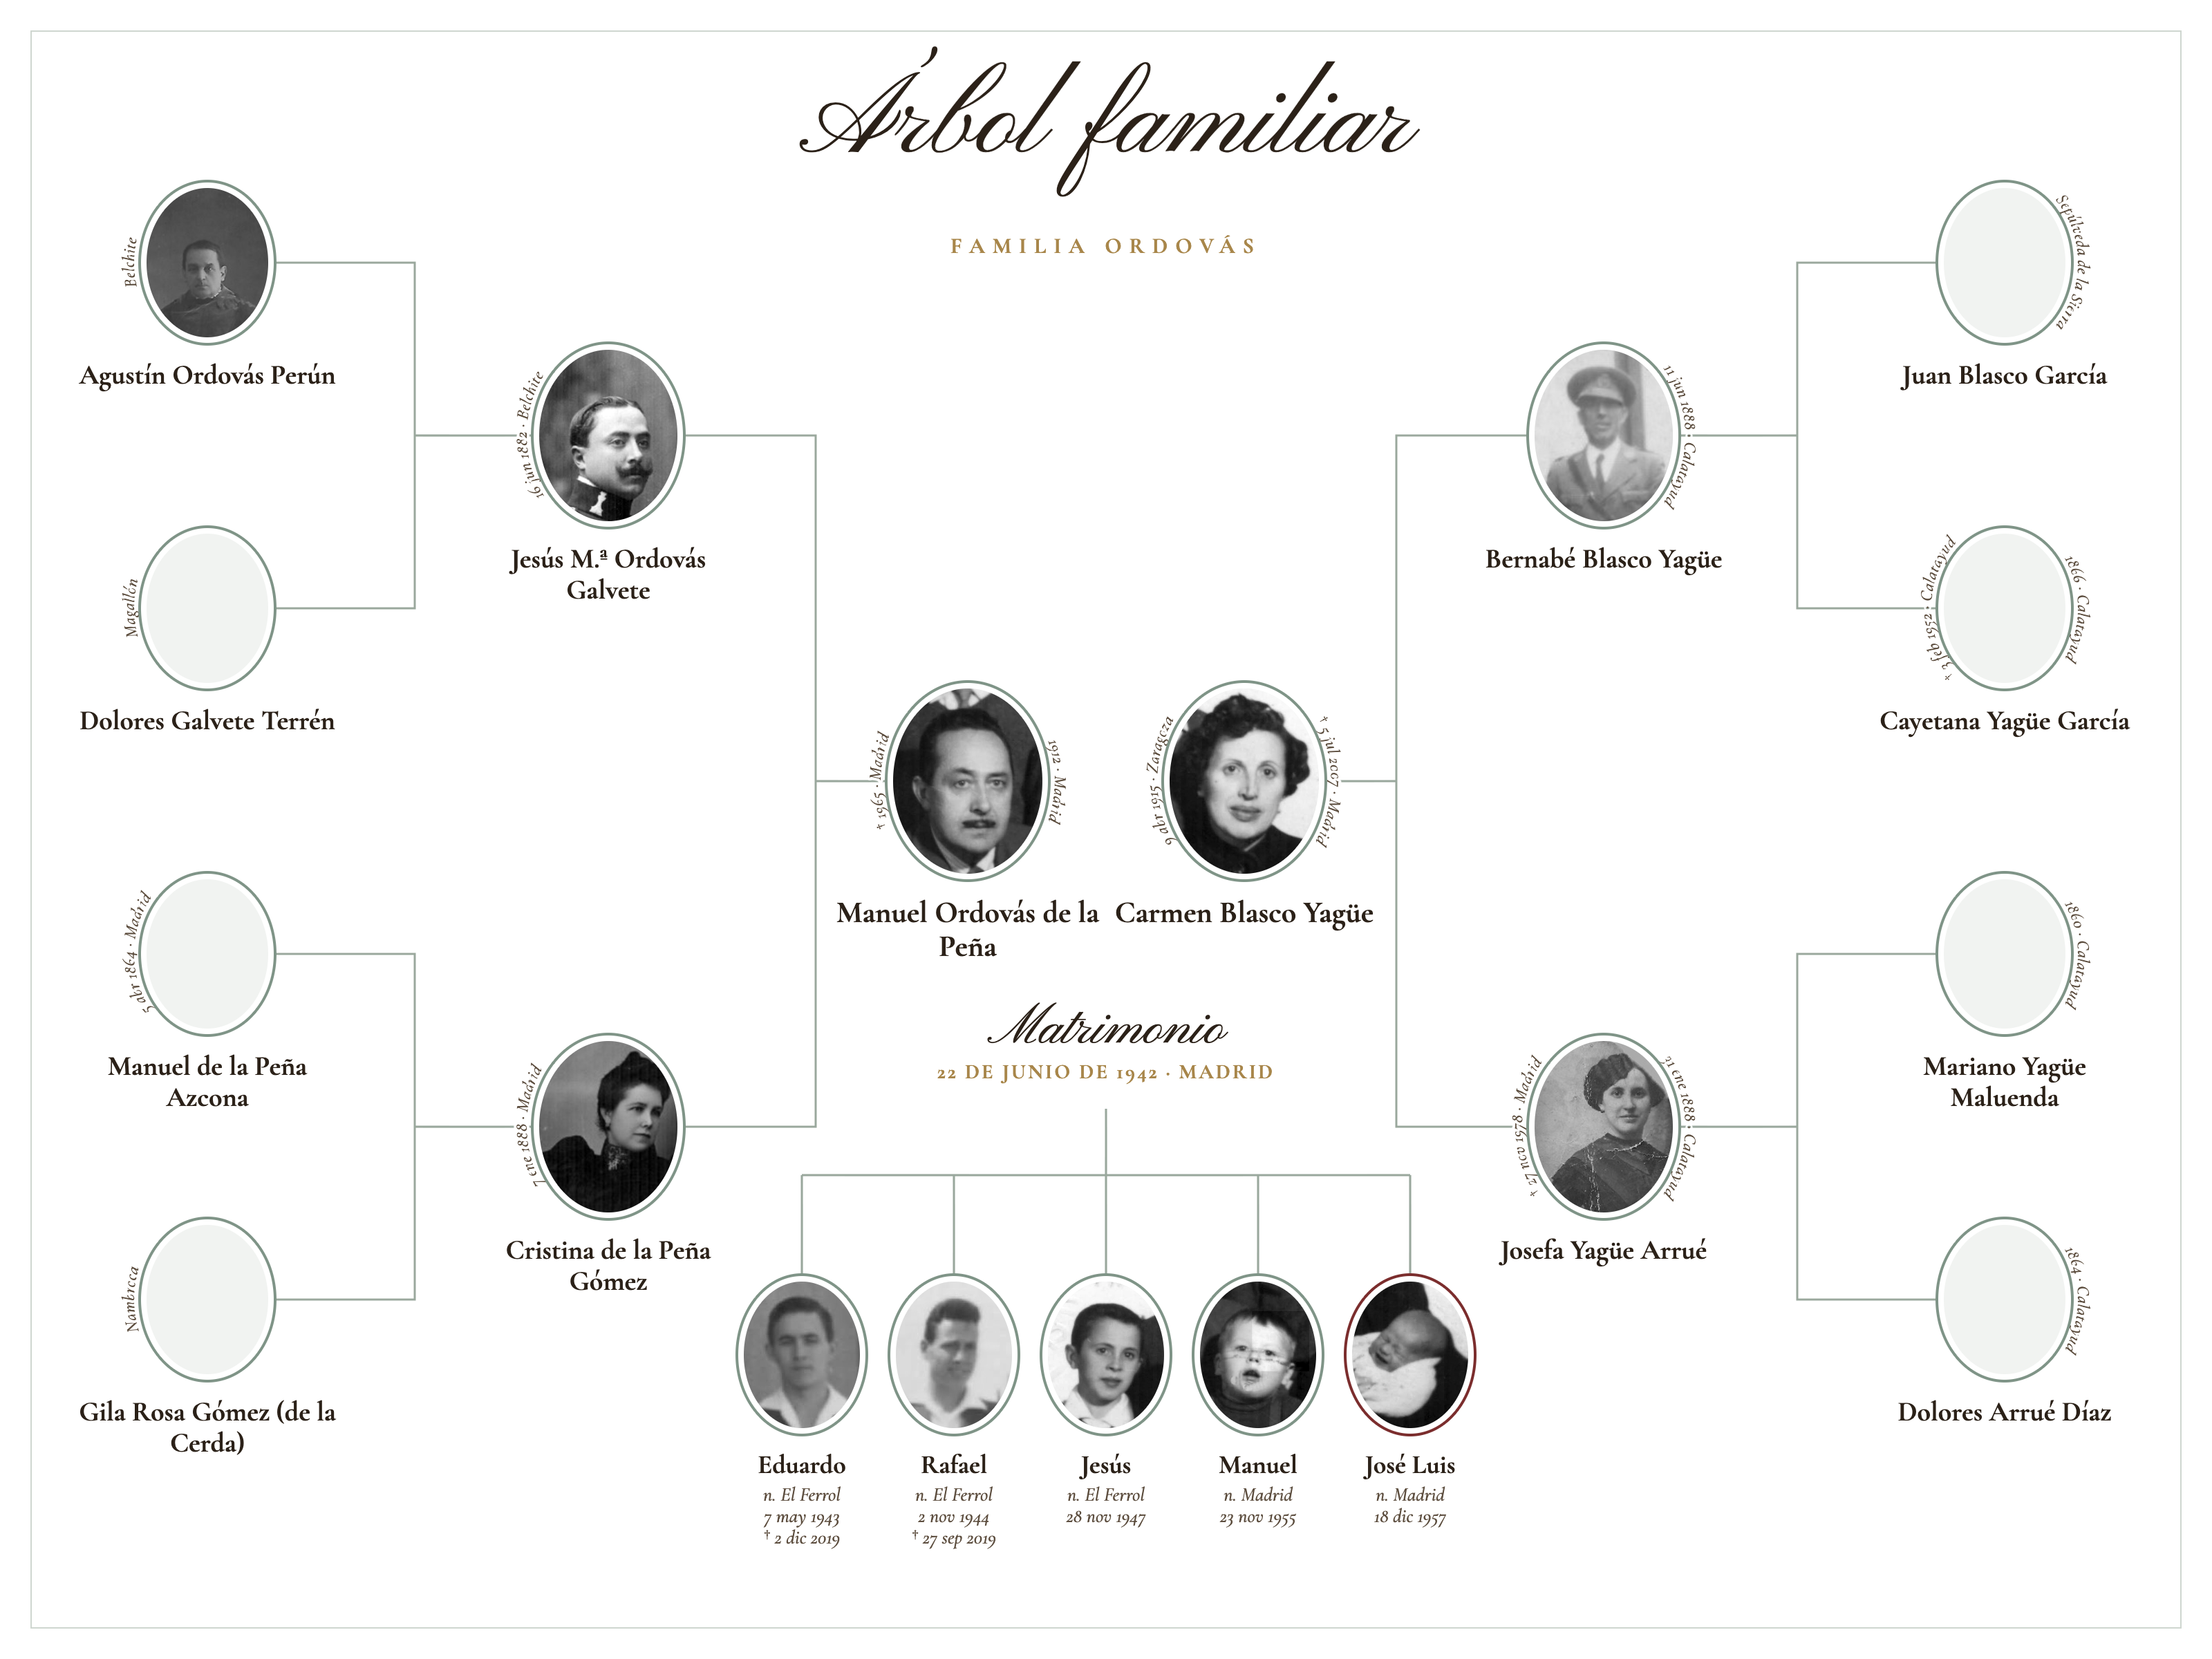 Árbol familiar
FAMILIA ORDOVÁS
Belchite
Agustín Ordovás Perún
Magallón
Dolores Galvete Terrén
16 jun 1882 · Belchite
Jesús M.ª Ordovás
Galvete
5 abr 1864 · Madrid
Manuel de la Peña
Azcona
Nambroca
Gila Rosa Gómez (de la
Cerda)
7 ene 1888 · Madrid
Cristina de la Peña
Gómez
† 1965 · Madrid
1912 · Madrid
Manuel Ordovás de la
Peña
9 abr 1915 · Zaragoza
† 5 jul 2007 · Madrid
Carmen Blasco Yagüe
Matrimonio
22 DE JUNIO DE 1942 · MADRID
11 jun 1888 · Calatayud
Bernabé Blasco Yagüe
Sepúlveda de la Sierra
Juan Blasco García
† 3 feb 1952 · Calatayud
1866 · Calatayud
Cayetana Yagüe García
† 27 nov 1978 · Madrid
21 ene 1888 · Calatayud
Josefa Yagüe Arrué
1860 · Calatayud
Mariano Yagüe
Maluenda
1864 · Calatayud
Dolores Arrué Díaz
Eduardo
n. El Ferrol
7 may 1943
† 2 dic 2019
Rafael
n. El Ferrol
2 nov 1944
† 27 sep 2019
Jesús
n. El Ferrol
28 nov 1947
Manuel
n. Madrid
23 nov 1955
José Luis
n. Madrid
18 dic 1957